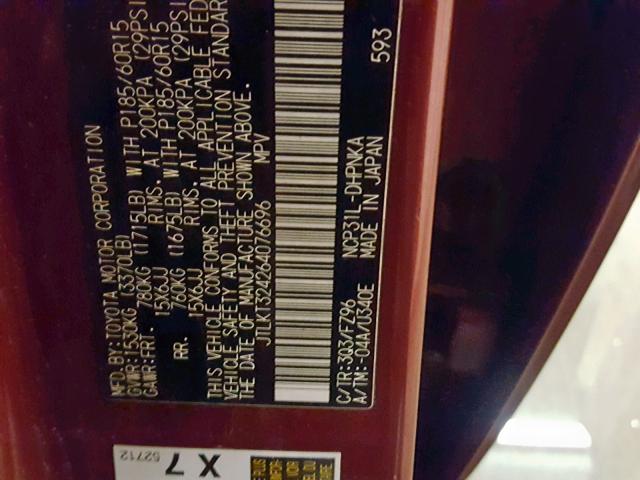 MFD. BY: TOYOTA MOTOR CORPORATION
GVWR: 1530KG (3370LB)
GAWR: FRT. 780KG (1715LB) WITH P185/60R15
15X6JJ RIMS. AT 200KPA (29PSI
RR. 760KG (1675LB) WITH P185/60R15
15X6JJ RIMS. AT 200KPA (29PSI
THIS VEHICLE CONFORMS TO ALL APPLICABLE FED
VEHICLE SAFETY AND THEFT PREVENTION STANDAR
THE DATE OF MANUFACTURE SHOWN ABOVE.
JTLKT324264076696 MPV
C/TR: 3Q3/FZ96 NCP31L-DHPNKA 593
A/TM: -04A/U340E MADE IN JAPAN
52712
X 7